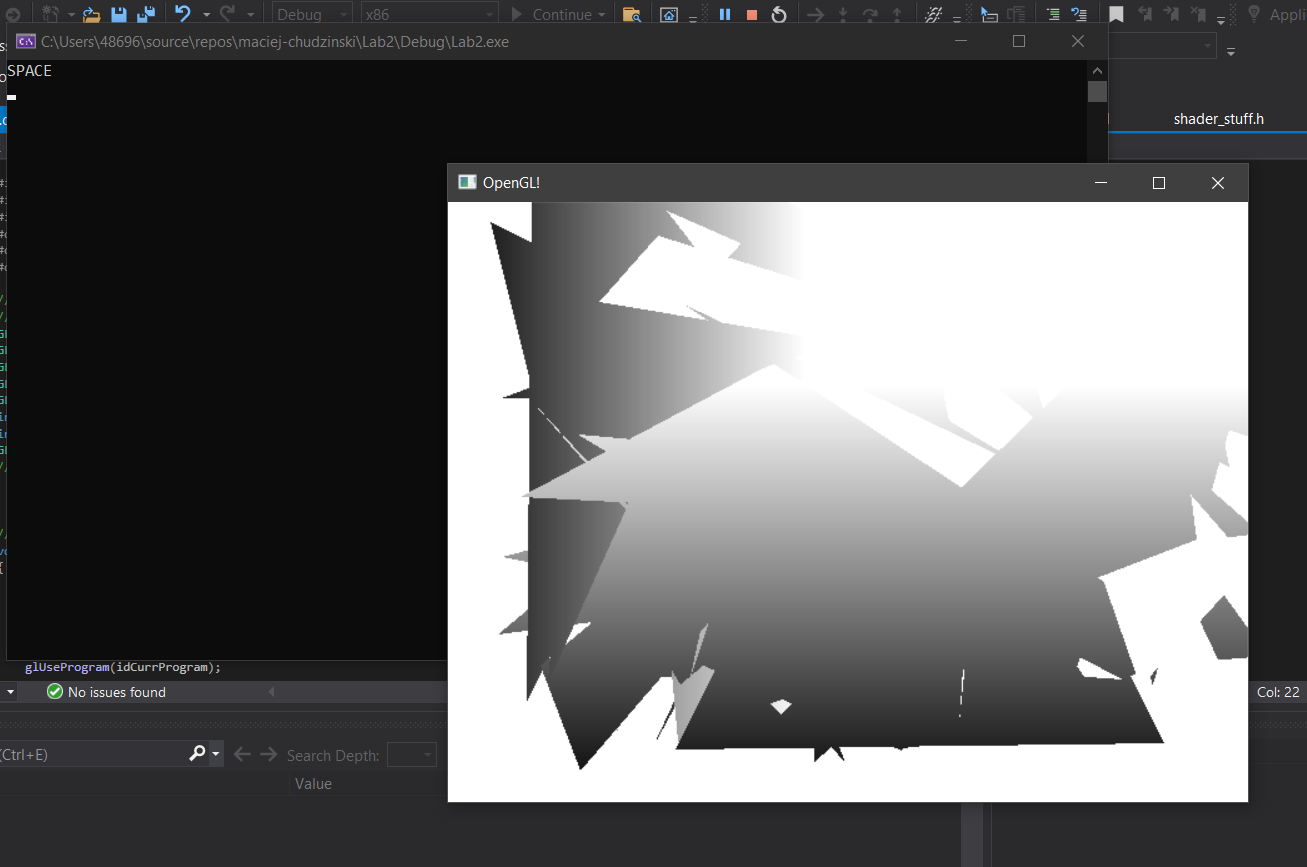 Debug
x86
Continue
Appli
C:\Users\48696\source\repos\maciej-chudzinski\Lab2\Debug\Lab2.exe
SPACE
shader_stuff.h
OpenGL!
glUseProgram(idCurrProgram);
No issues found
Col: 22
(Ctrl+E)
Search Depth:
Value